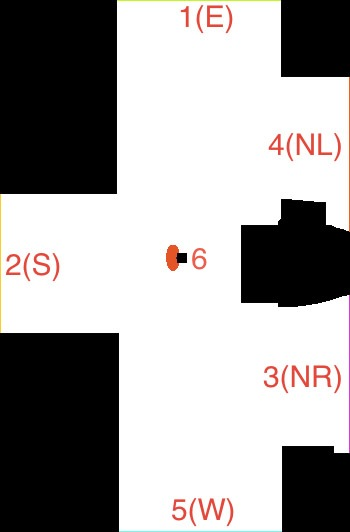 1(E)
4(NL)
2(S)
6
3(NR)
5(W)